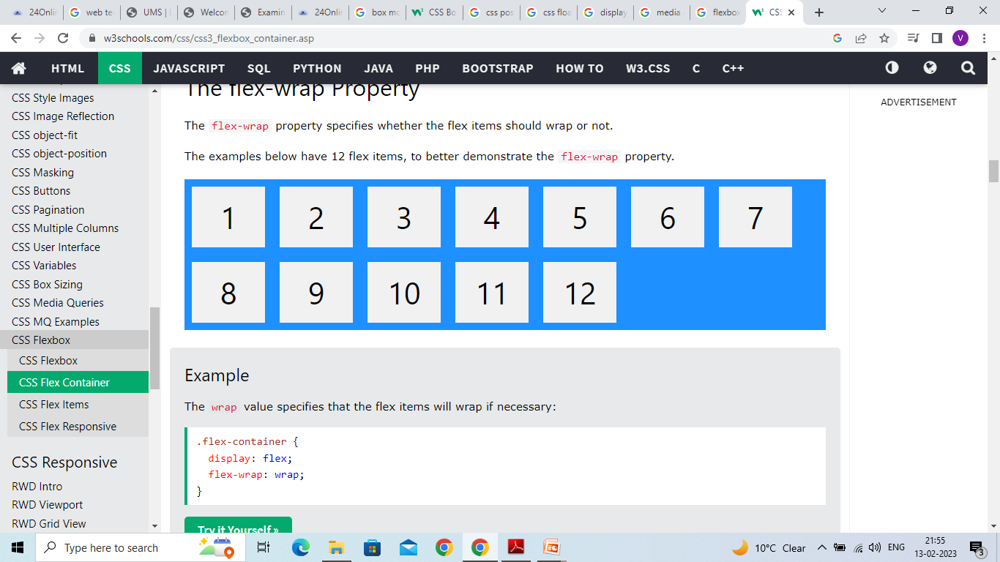 24Onli
web te
UMS |
Welcon
Examin
24Onli
box mo
CSS Bo
css pos
css floa
display
media
flexbox
CSS
w3schools.com/css/css3_flexbox_container.asp
V
HTML CSS JAVASCRIPT SQL PYTHON JAVA PHP BOOTSTRAP HOW TO W3.CSS C C++
CSS Style Images
CSS Image Reflection
CSS object-fit
CSS object-position
CSS Masking
CSS Buttons
CSS Pagination
CSS Multiple Columns
CSS User Interface
CSS Variables
CSS Box Sizing
CSS Media Queries
CSS MQ Examples
CSS Flexbox
CSS Flexbox
CSS Flex Container
CSS Flex Items
CSS Flex Responsive
CSS Responsive
RWD Intro
RWD Viewport
RWD Grid View
The flex-wrap Property
The flex-wrap property specifies whether the flex items should wrap or not.
The examples below have 12 flex items, to better demonstrate the flex-wrap property.
1 2 3 4 5 6 7
8 9 10 11 12
Example
The wrap value specifies that the flex items will wrap if necessary:
.flex-container {
display: flex;
flex-wrap: wrap;
}
Try it Yourself »
ADVERTISEMENT
Type here to search
10°C Clear
ENG
21:55
13-02-2023
3